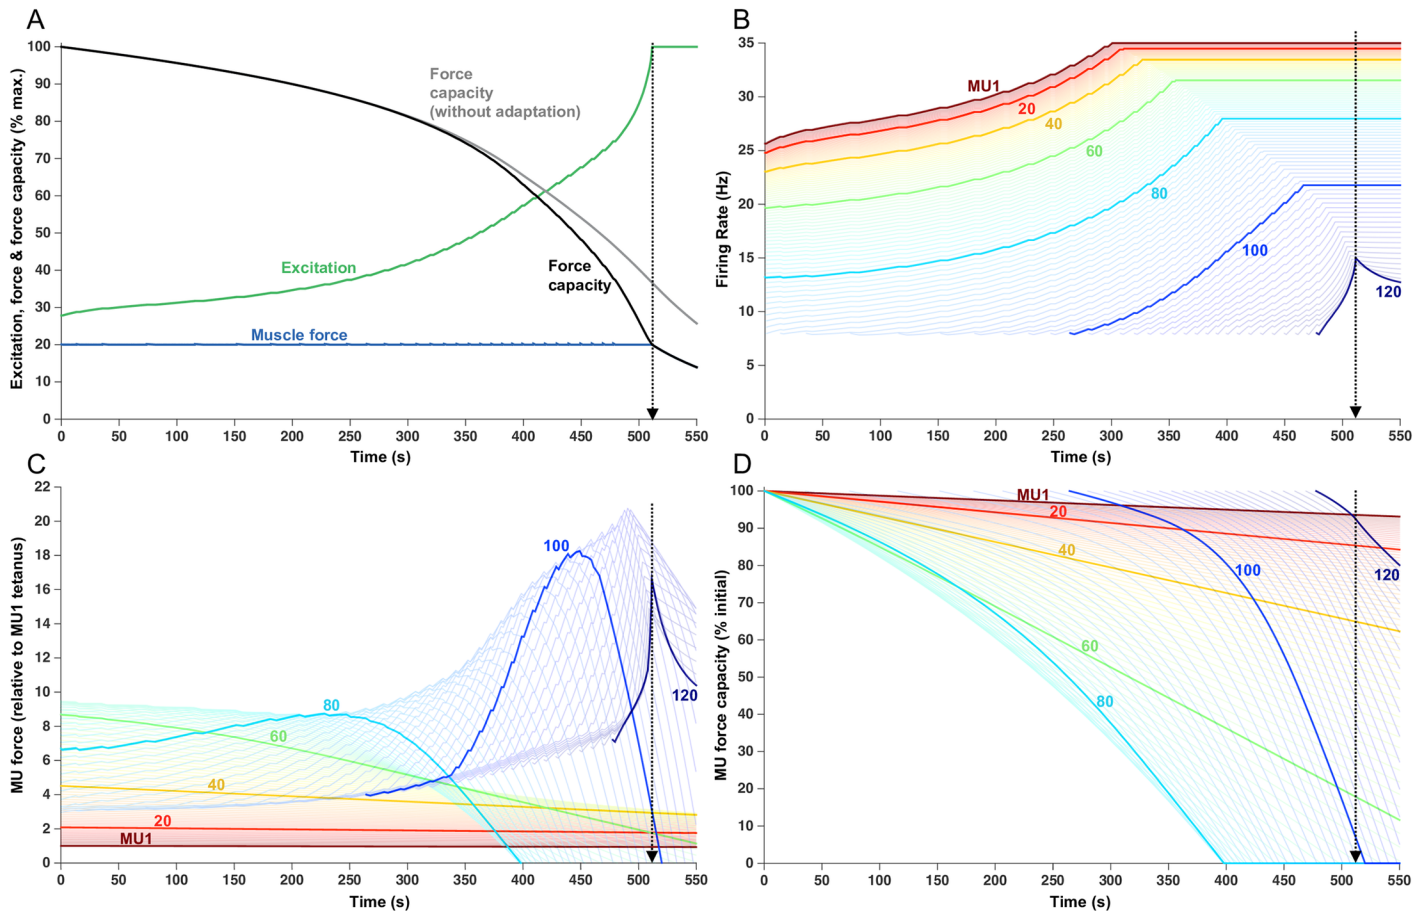 A
Excitation, force & force capacity (% max.)
100
90
80
70
60
50
40
30
20
10
0
Force
capacity
(without adaptation)
Excitation
Force
capacity
Muscle force
0 50 100 150 200 250 300 350 400 450 500 550
Time (s)
B
Firing Rate (Hz)
35
30
25
20
15
10
5
0
MU1
20
40
60
80
100
120
0 50 100 150 200 250 300 350 400 450 500 550
Time (s)
C
MU force (relative to MU1 tetanus)
22
20
18
16
14
12
10
8
6
4
2
0
100
80
60
40
20
MU1
120
0 50 100 150 200 250 300 350 400 450 500 550
Time (s)
D
MU force capacity (% initial)
100
90
80
70
60
50
40
30
20
10
0
MU1
20
40
100
120
60
80
0 50 100 150 200 250 300 350 400 450 500 550
Time (s)